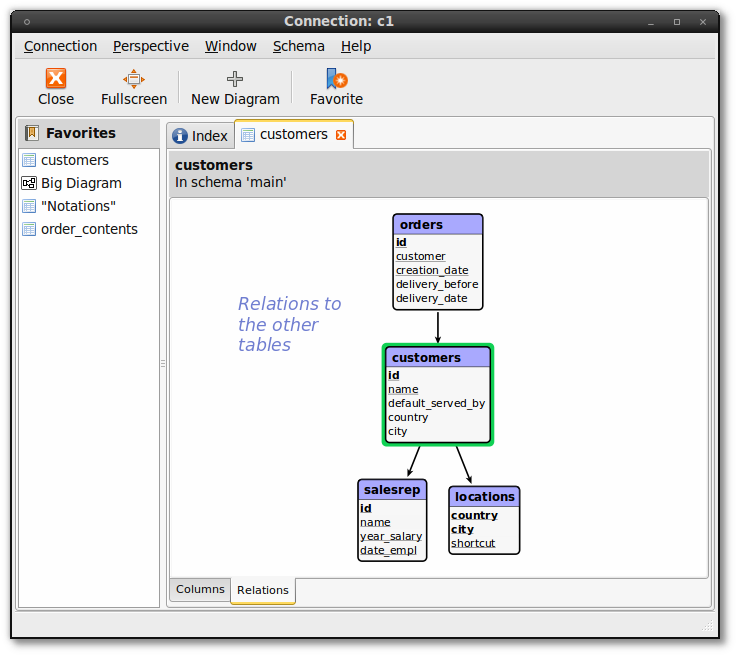 Connection: c1
Connection Perspective Window Schema Help
Close Fullscreen New Diagram Favorite
Favorites
customers
Big Diagram
"Notations"
order_contents
Index customers
customers
In schema 'main'
Relations to
the other
tables
orders
id
customer
creation_date
delivery_before
delivery_date
customers
id
name
default_served_by
country
city
salesrep
id
name
year_salary
date_empl
locations
country
city
shortcut
Columns Relations